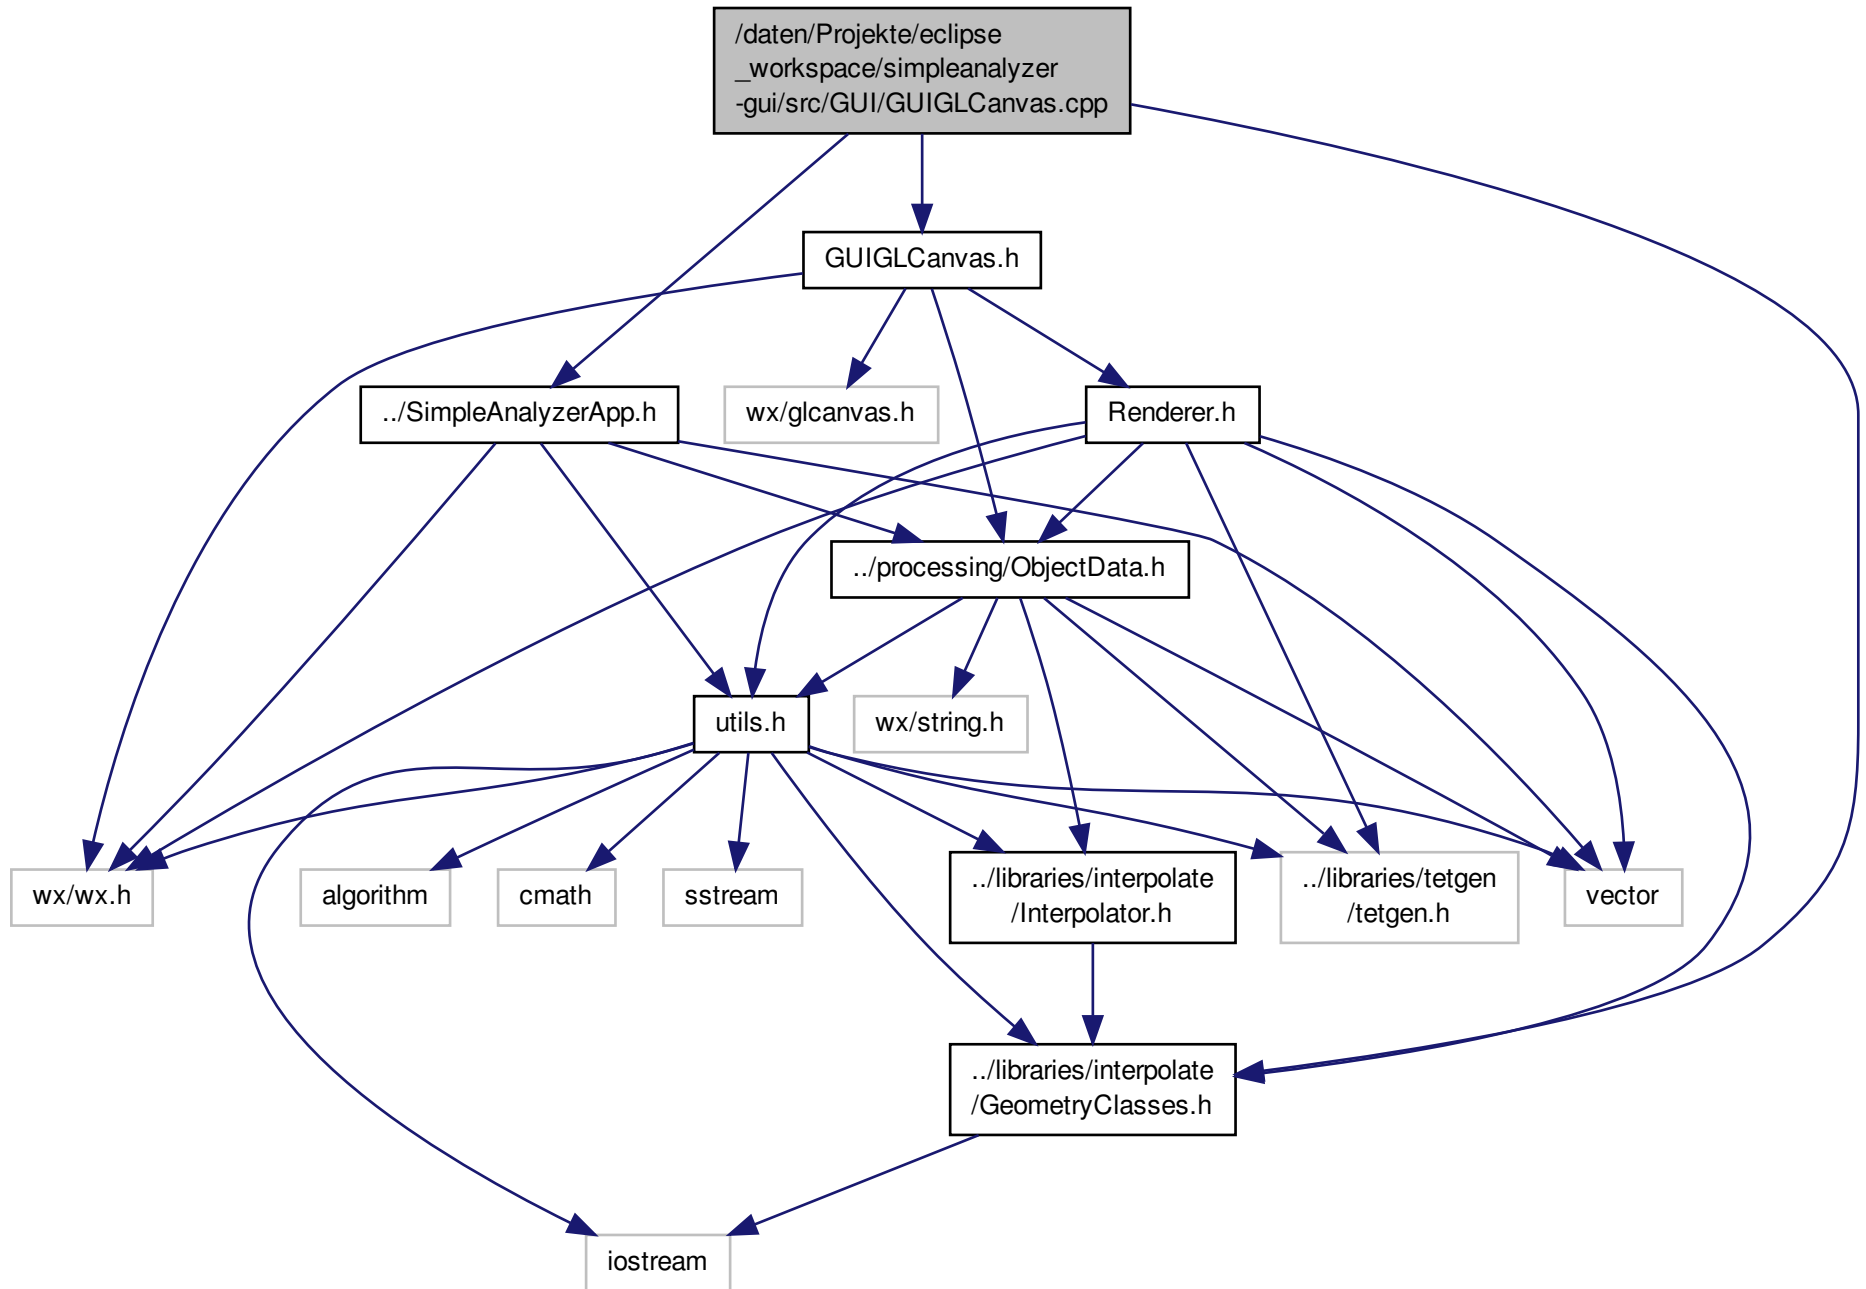 /daten/Projekte/eclipse
_workspace/simpleanalyzer
-gui/src/GUI/GUIGLCanvas.cpp
GUIGLCanvas.h
../SimpleAnalyzerApp.h
wx/glcanvas.h
Renderer.h
../processing/ObjectData.h
utils.h
wx/string.h
wx/wx.h
algorithm
cmath
sstream
../libraries/interpolate
/Interpolator.h
../libraries/tetgen
/tetgen.h
vector
../libraries/interpolate
/GeometryClasses.h
iostream